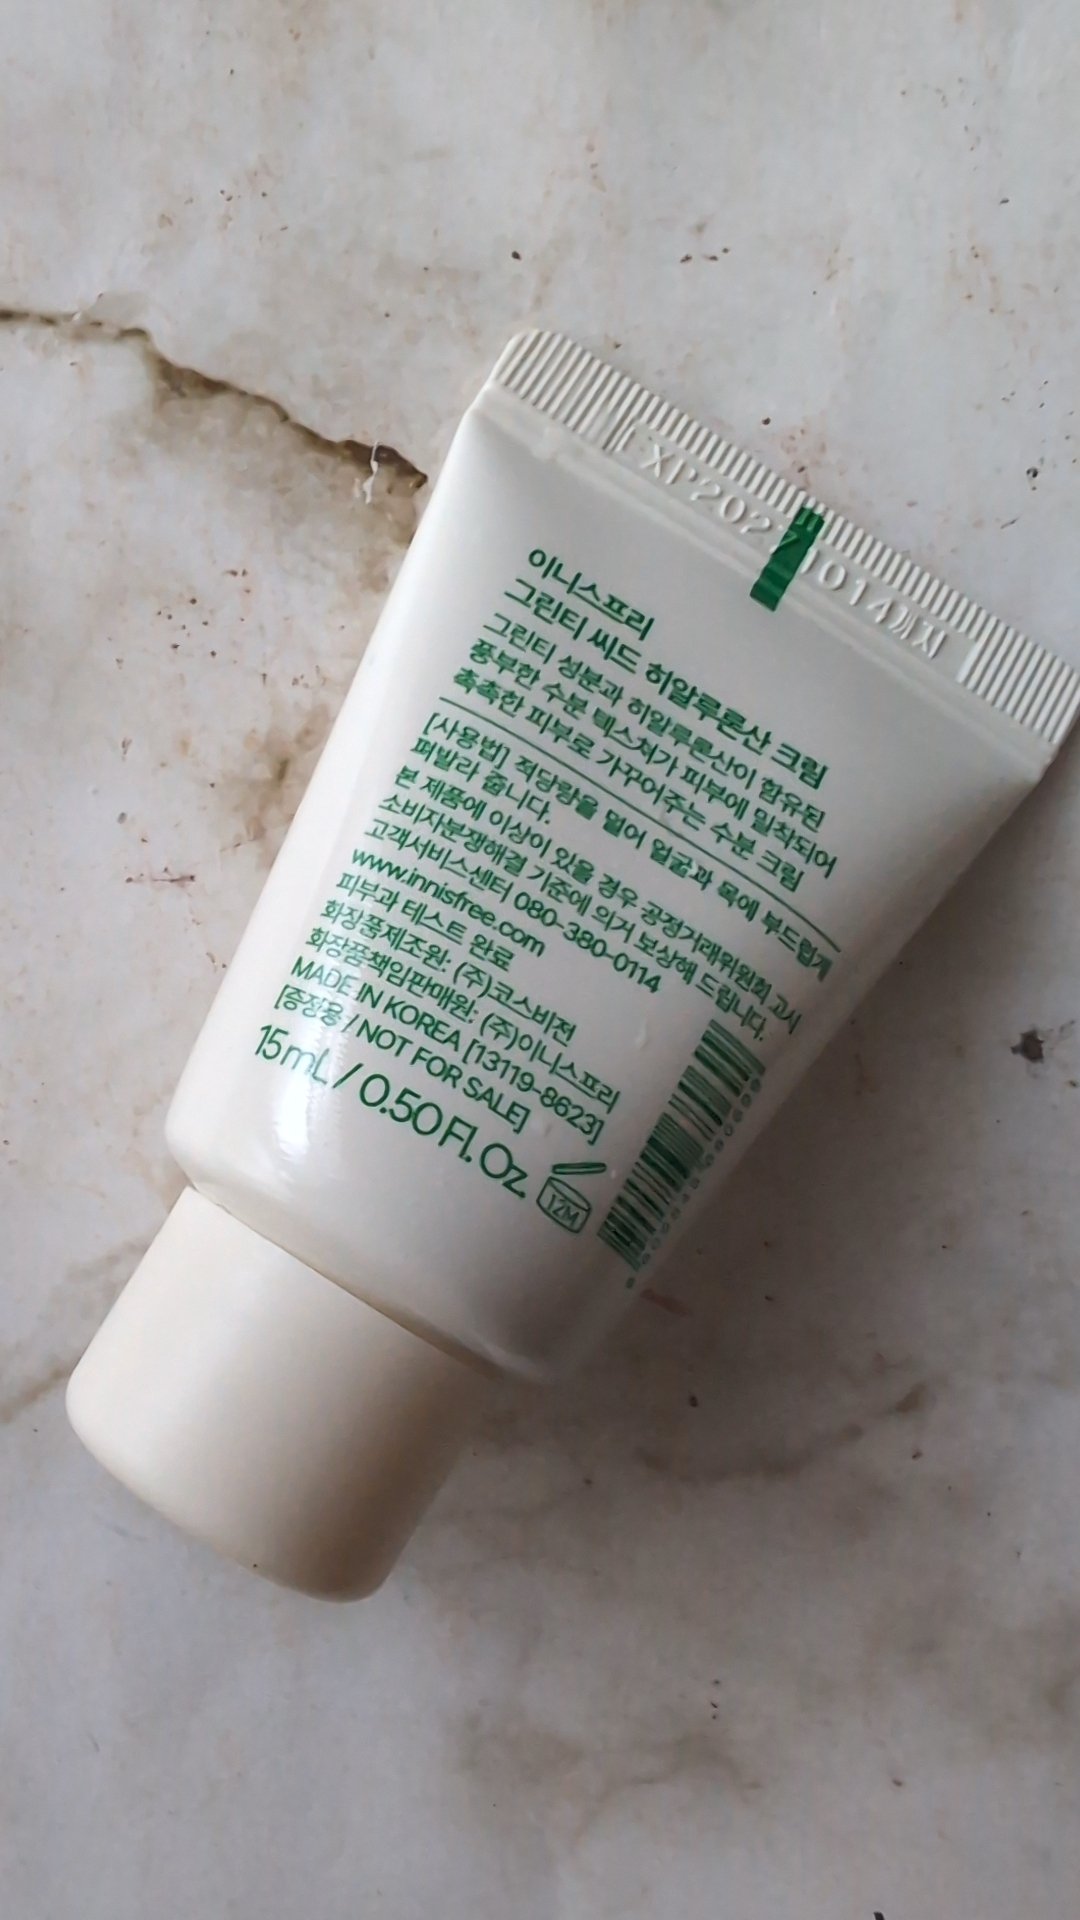 이니스프리
그린티 씨드 히알루론산 크림
그린티 성분과 히알루론산이 함유된
풍부한 수분 텍스쳐가 피부에 밀착되어
촉촉한 피부로 가꾸어주는 수분 크림
[사용법] 적당량을 덜어 얼굴과 목에 부드럽게
펴발라 줍니다.
본 제품에 이상이 있을 경우 공정거래위원회 고시
소비자분쟁해결 기준에 의거 보상해 드립니다.
고객서비스센터 080-380-0114
www.innisfree.com
피부과 테스트 완료
화장품제조원: (주)코스비전
화장품책임판매원: (주)이니스프리
MADE IN KOREA [13119-8623]
[증정용 / NOT FOR SALE]
15mL / 0.50 Fl. Oz.
12M